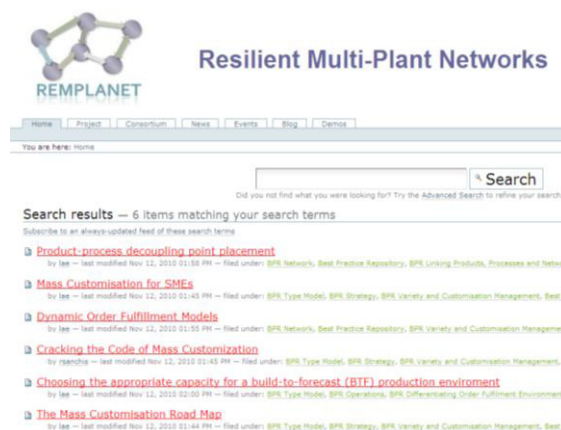 Resilient Multi-Plant Networks
REMPLANET
Home Project Consortium News Events Blog Demos
You are here: Home
Search
Did you not find what you were looking for? Try the Advanced Search to refine your search
Search results — 6 items matching your search terms
Subscribe to an always-updated feed of these search terms
Product-process decoupling point placement
by lae — last modified Nov 12, 2010 01:50 PM — filed under: BPR Network, Best Practice Repository, BPR Linking Products, Processes and Netwo
Mass Customisation for SMEs
by lae — last modified Nov 12, 2010 01:45 PM — filed under: BPR Type Model, BPR Strategy, BPR Variety and Customisation Management, Best
Dynamic Order Fulfillment Models
by lae — last modified Nov 12, 2010 01:55 PM — filed under: BPR Network, Best Practice Repository, BPR Variety and Customisation Manageme
Cracking the Code of Mass Customization
by rsanchis — last modified Nov 12, 2010 01:45 PM — filed under: BPR Type Model, BPR Strategy, BPR Variety and Customisation Management,
Choosing the appropriate capacity for a build-to-forecast (BTF) production enviroment
by lae — last modified Nov 12, 2010 02:00 PM — filed under: BPR Type Model, BPR Operations, BPR Differentiating Order Fulfilment Environment
The Mass Customisation Road Map
by lae — last modified Nov 12, 2010 01:44 PM — filed under: BPR Type Model, BPR Strategy, BPR Variety and Customisation Management, Best